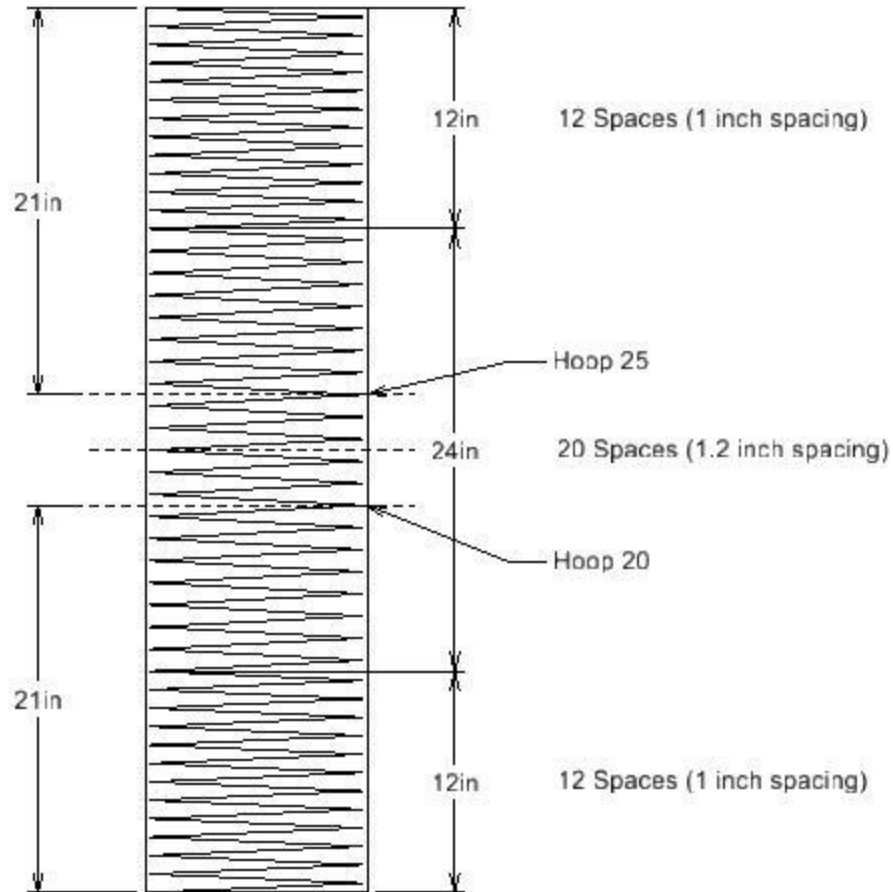 12in 12 Spaces (1 inch spacing)
21in
Hoop 25
24in 20 Spaces (1.2 inch spacing)
Hoop 20
21in
12in 12 Spaces (1 inch spacing)